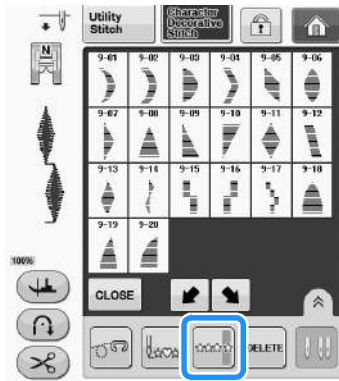 Utility Stitch
Character Decorative Stitch
N
9-01 9-02 9-03 9-04 9-05 9-06
9-07 9-08 9-09 9-10 9-11 9-12
9-13 9-14 9-15 9-16 9-17 9-18
9-19 9-20
100%
CLOSE
DELETE